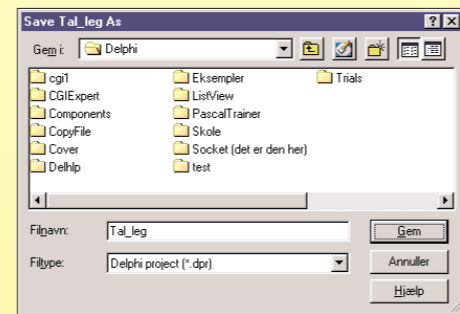 Save Tal_leg As
Gem i: Delphi
cgi1 Eksempler Trials
CGIExpert ListView
Components PascalTrainer
CopyFile Skole
Cover Socket (det er den her)
Delhlp test
Filnavn: Tal_leg Gem
Filtype: Delphi project (*.dpr) Annuller
Hjælp